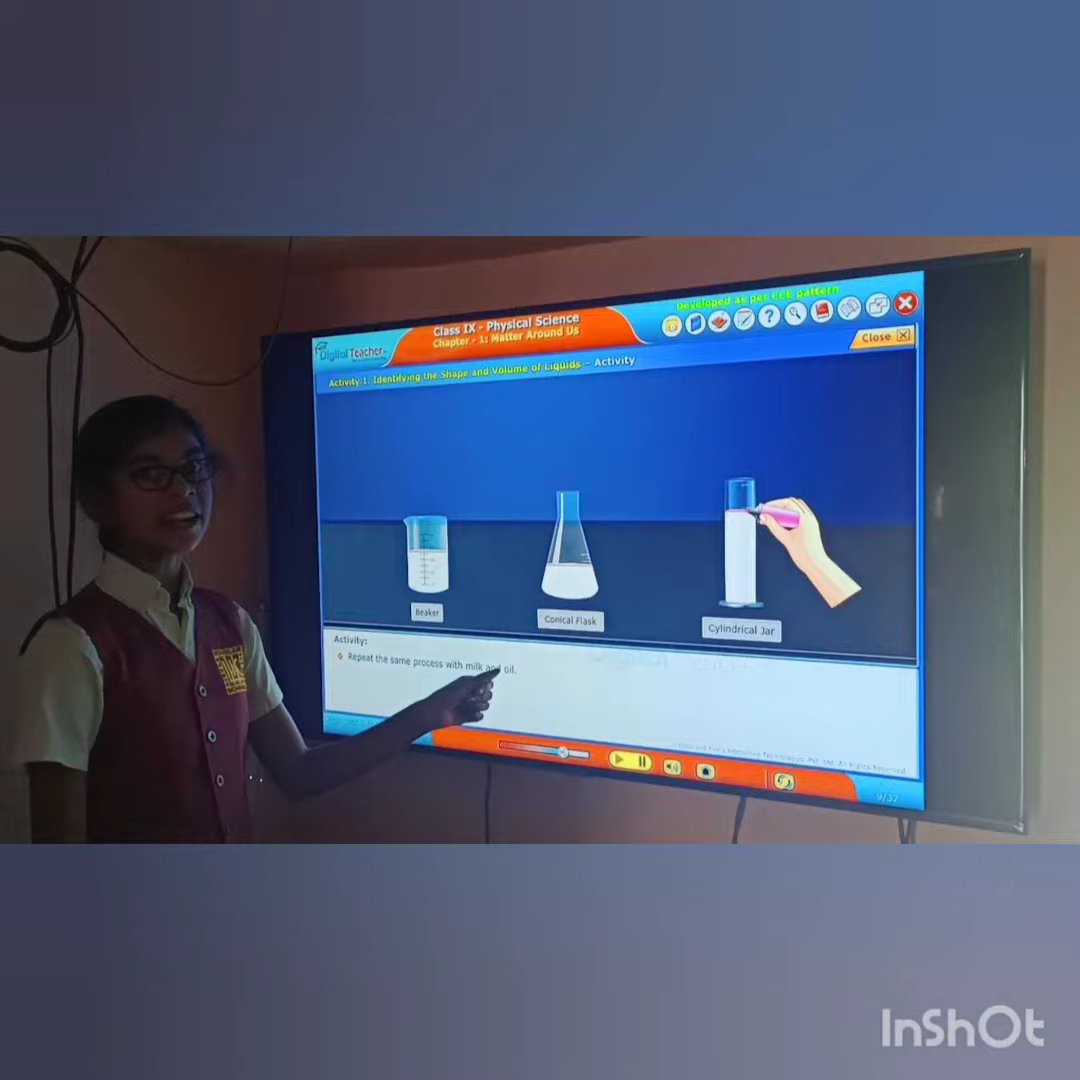 Developed as per CCE pattern
Class IX - Physical Science
Chapter - 1: Matter Around Us
Digital Teacher
Close
Activity 1: Identifying the Shape and Volume of Liquids – Activity
Beaker
Conical Flask
Cylindrical Jar
Activity:
Repeat the same process with milk and oil.
9/37
InShOt